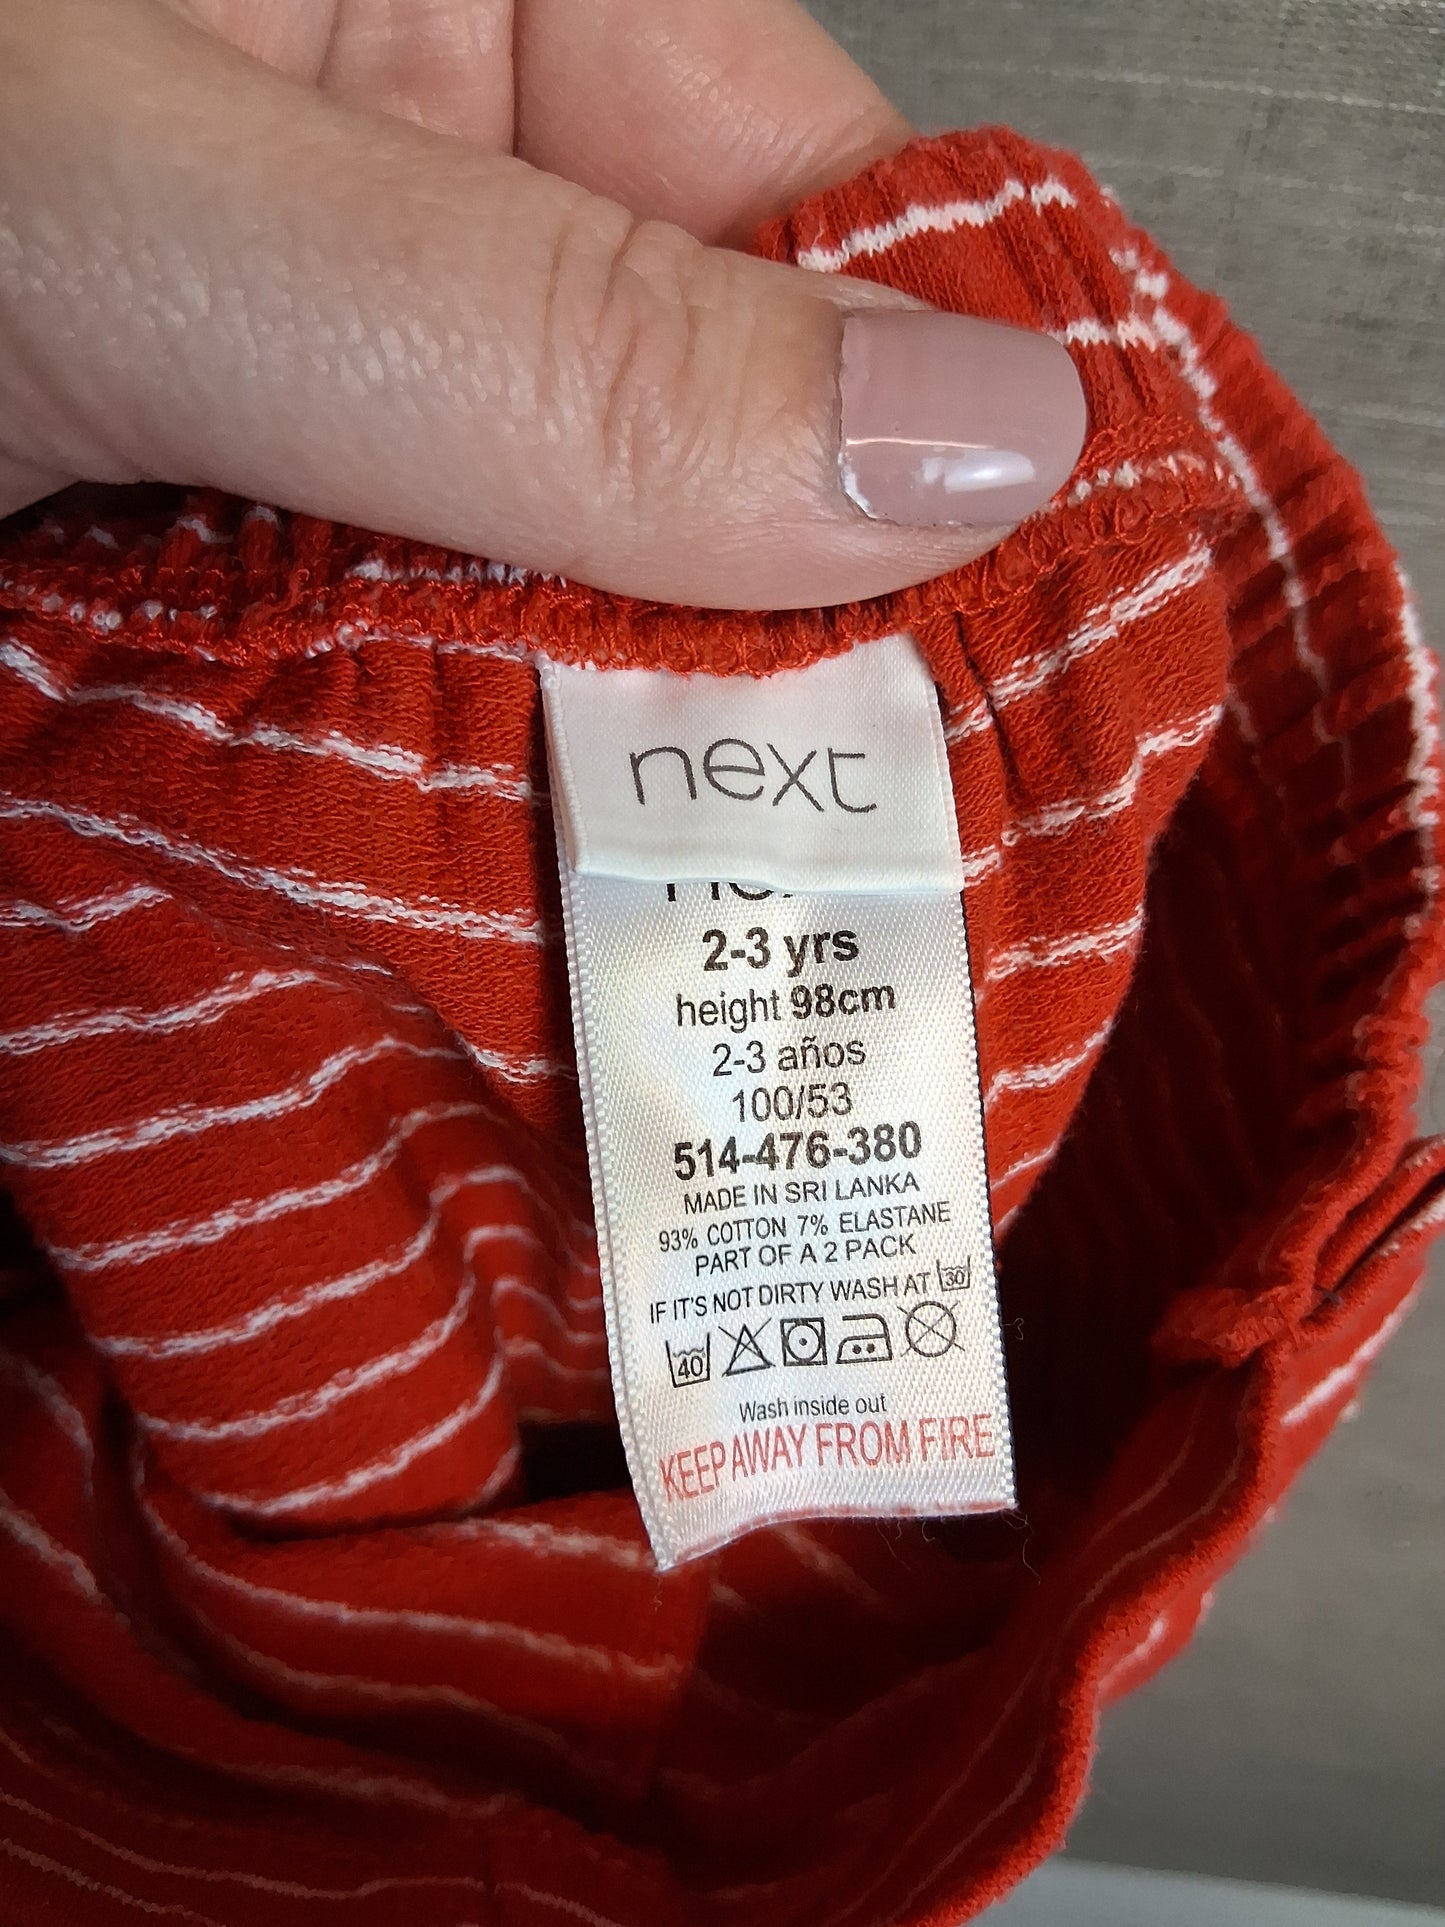 next
2-3 yrs
height 98cm
2-3 años
100/53
514-476-380
MADE IN SRI LANKA
93% COTTON 7% ELASTANE
PART OF A 2 PACK
IF IT'S NOT DIRTY WASH AT 30
40
Wash inside out
KEEP AWAY FROM FIRE